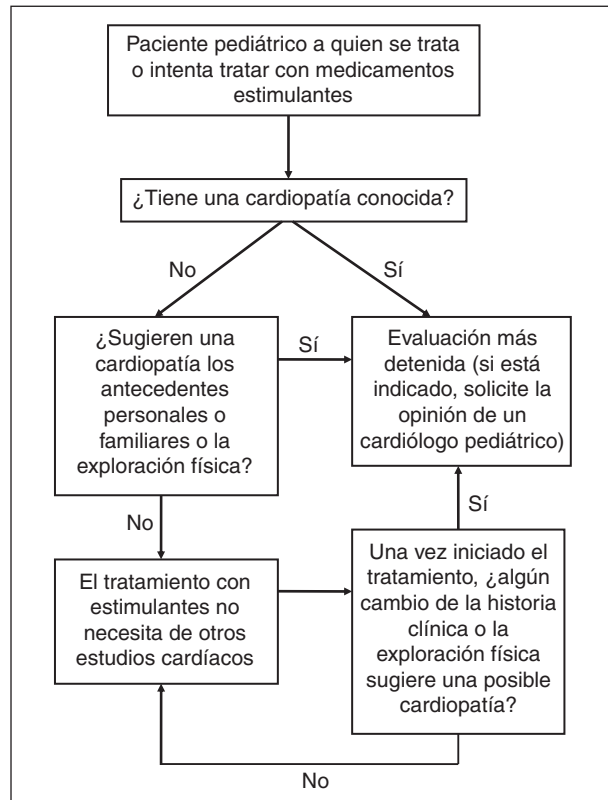 Paciente pediátrico a quien se trata
o intenta tratar con medicamentos
estimulantes
¿Tiene una cardiopatía conocida?
No
Sí
¿Sugieren una
cardiopatía los
antecedentes
personales o
familiares o la
exploración física?
Sí
Evaluación más
detenida (si está
indicado, solicite la
opinión de un
cardiólogo pediátrico)
No
Sí
El tratamiento con
estimulantes no
necesita de otros
estudios cardíacos
Una vez iniciado el
tratamiento, ¿algún
cambio de la historia
clínica o la
exploración física
sugiere una posible
cardiopatía?
No